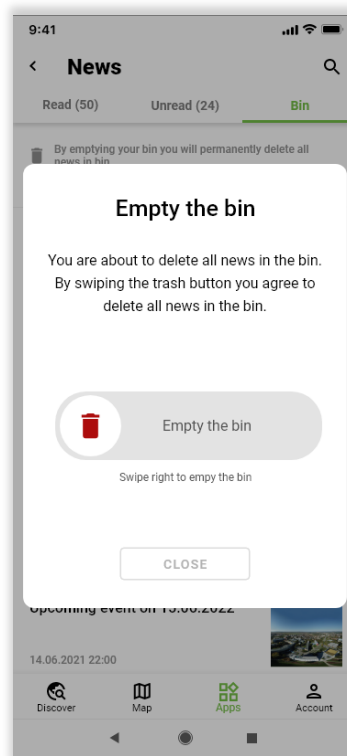 9:41
News
Read (50) Unread (24) Bin
By emptying your bin you will permanently delete all
news in bin
Empty the bin
You are about to delete all news in the bin.
By swiping the trash button you agree to
delete all news in the bin.
Empty the bin
Swipe right to empy the bin
CLOSE
Upcoming event on 15.06.2022
14.06.2021 22:00
Discover Map Apps Account